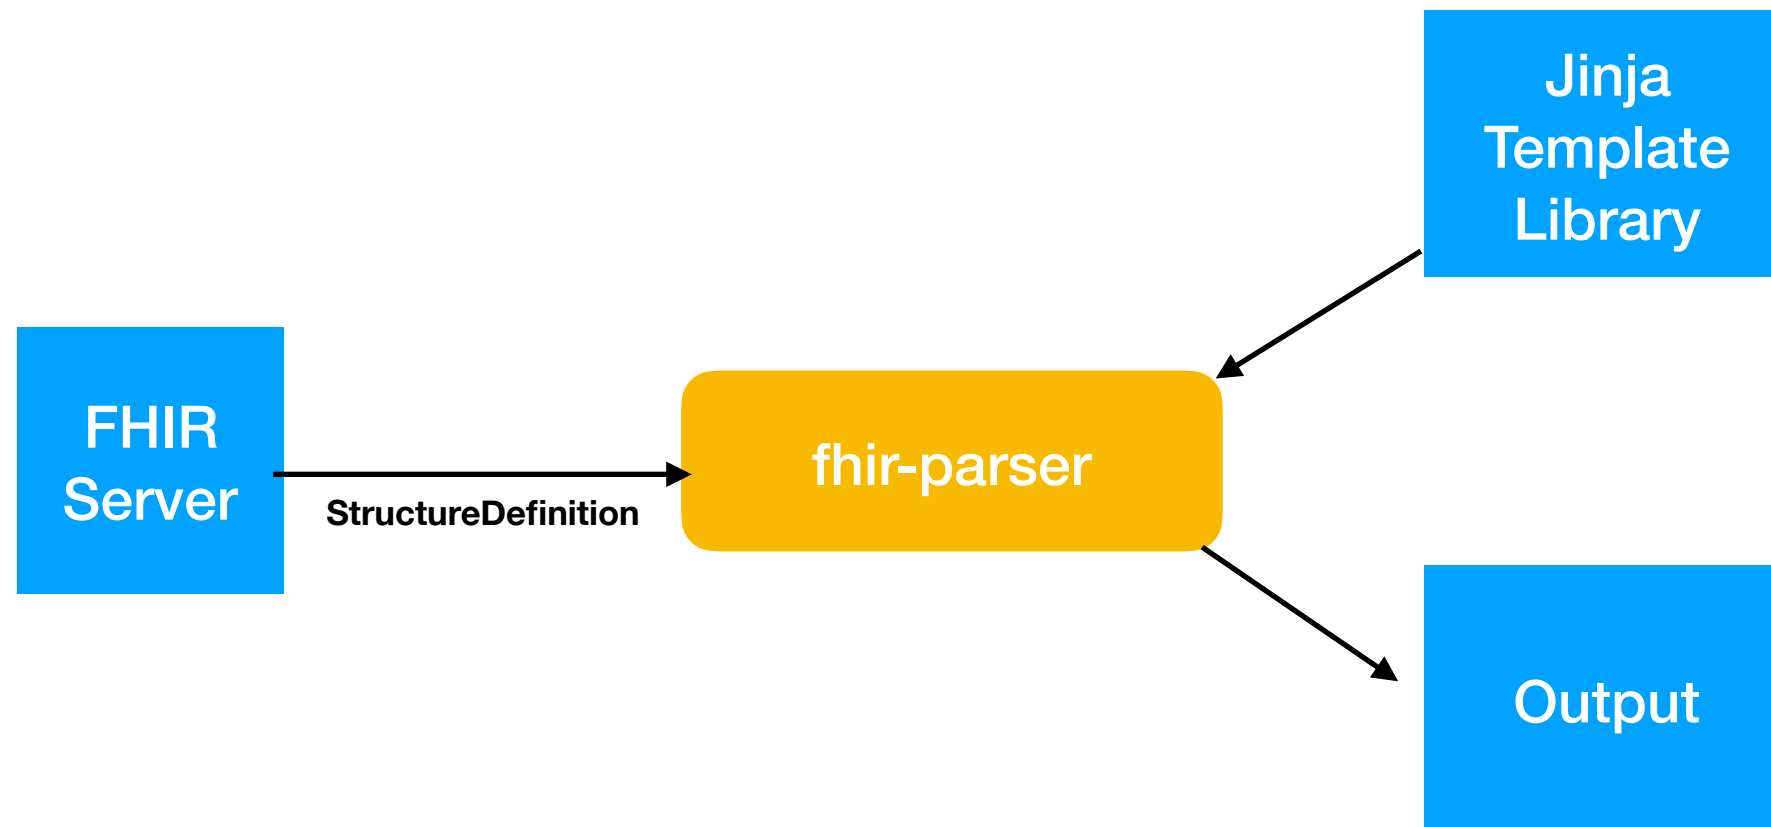 Jinja
Template
Library
FHIR
Server
StructureDefinition
fhir-parser
Output